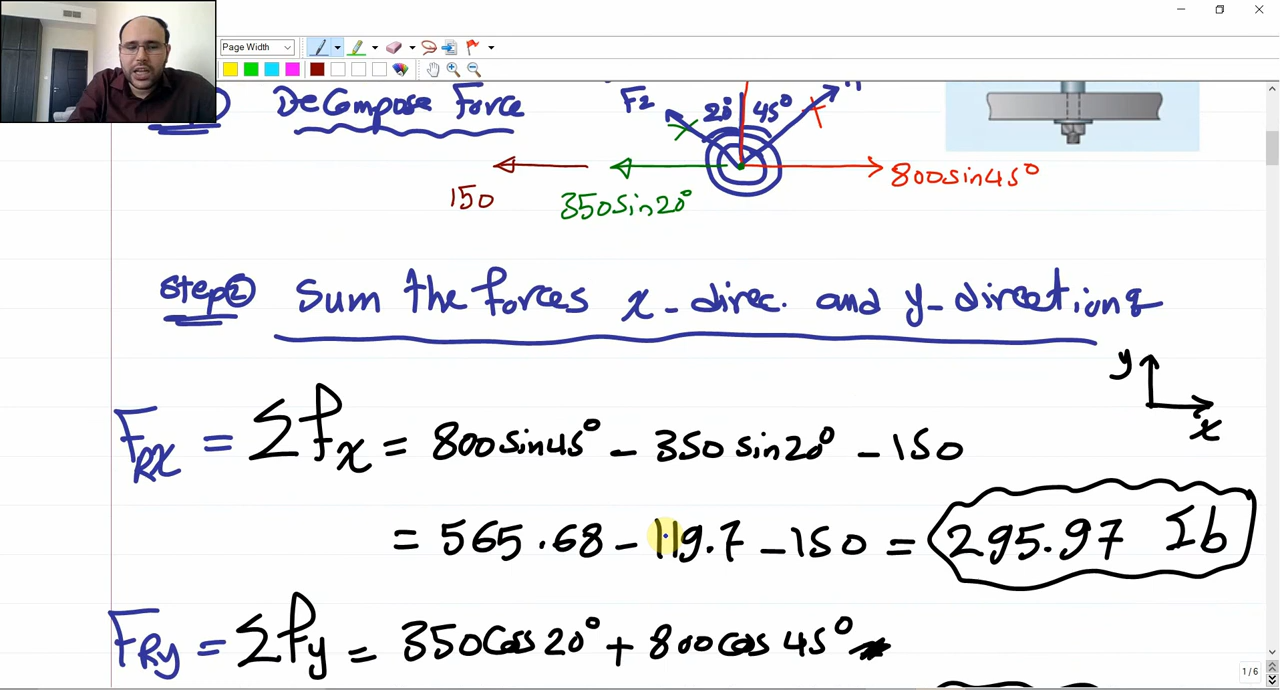 Page Width
Decompose Force
F2 20° 45°
150 350sin20° 800sin45°
Step② Sum the forces x-direc. and y-directions
y
x
FRX = Σfx = 800sin45° - 350sin20° - 150
= 565.68 - 119.7 - 150 = 295.97 Ib
FRy = Σfy = 350Cos20° + 800cos45°
1/6